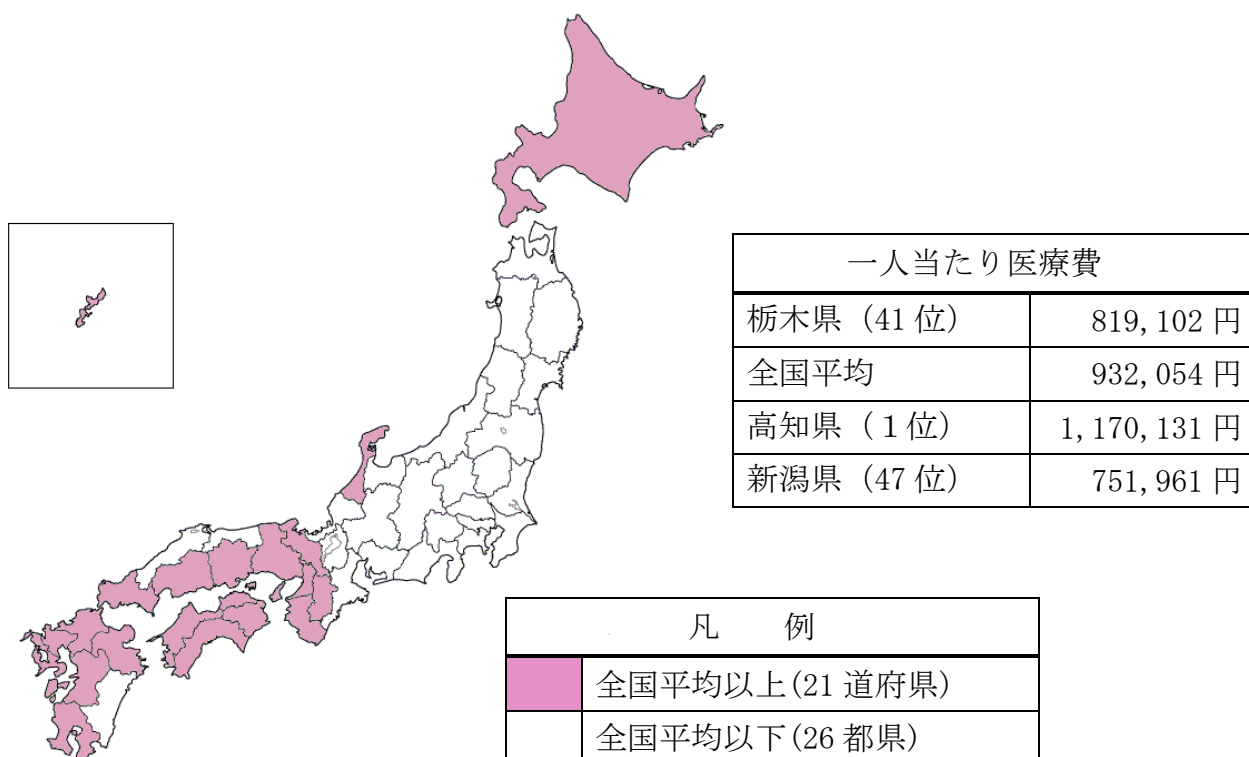 一人当たり医療費
栃木県（41位） 819,102円
全国平均 932,054円
高知県（１位） 1,170,131円
新潟県（47位） 751,961円
凡　例
全国平均以上(21道府県)
全国平均以下(26都県)